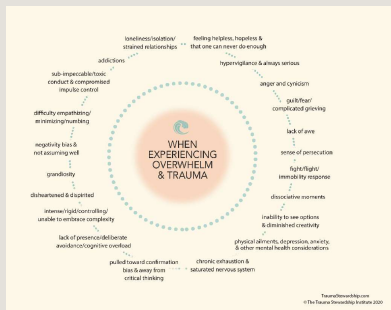 feeling helpless, hopeless &
that one can never do enough
hypervigilance & always serious
anger and cynicism
guilt/fear/
complicated grieving
lack of awe
sense of persecution
fight/flight/
immobility response
dissociative moments
inability to see options
& diminished creativity
physical ailments, depression, anxiety,
& other mental health considerations
chronic exhaustion &
saturated nervous system
pulled toward confirmation
bias & away from
critical thinking
lack of presence/deliberate
avoidance/cognitive overload
intense/rigid/controlling/
unable to embrace complexity
disheartened & dispirited
grandiosity
negativity bias &
not assuming well
difficulty empathizing/
minimizing/numbing
sub-impeccable/toxic
conduct & compromised
impulse control
addictions
loneliness/isolation/
strained relationships
WHEN
EXPERIENCING
OVERWHELM
& TRAUMA
TraumaStewardship.com
© The Trauma Stewardship Institute 2020